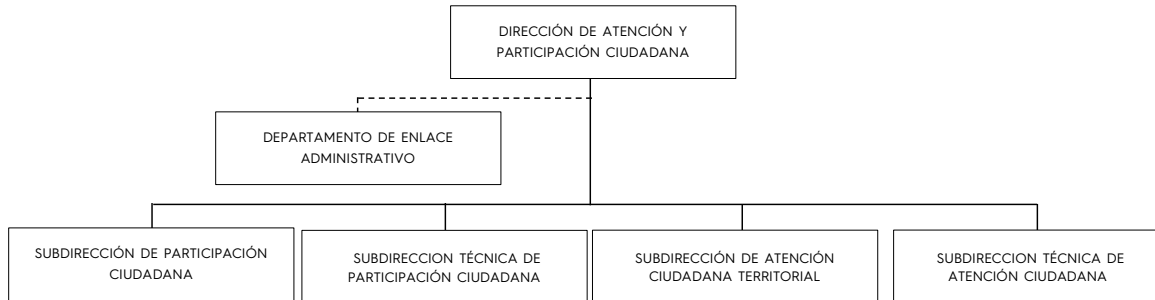 DIRECCIÓN DE ATENCIÓN Y
PARTICIPACIÓN CIUDADANA
DEPARTAMENTO DE ENLACE
ADMINISTRATIVO
SUBDIRECCIÓN DE PARTICIPACIÓN
CIUDADANA
SUBDIRECCION TÉCNICA DE
PARTICIPACIÓN CIUDADANA
SUBDIRECCIÓN DE ATENCIÓN
CIUDADANA TERRITORIAL
SUBDIRECCION TÉCNICA DE
ATENCIÓN CIUDADANA